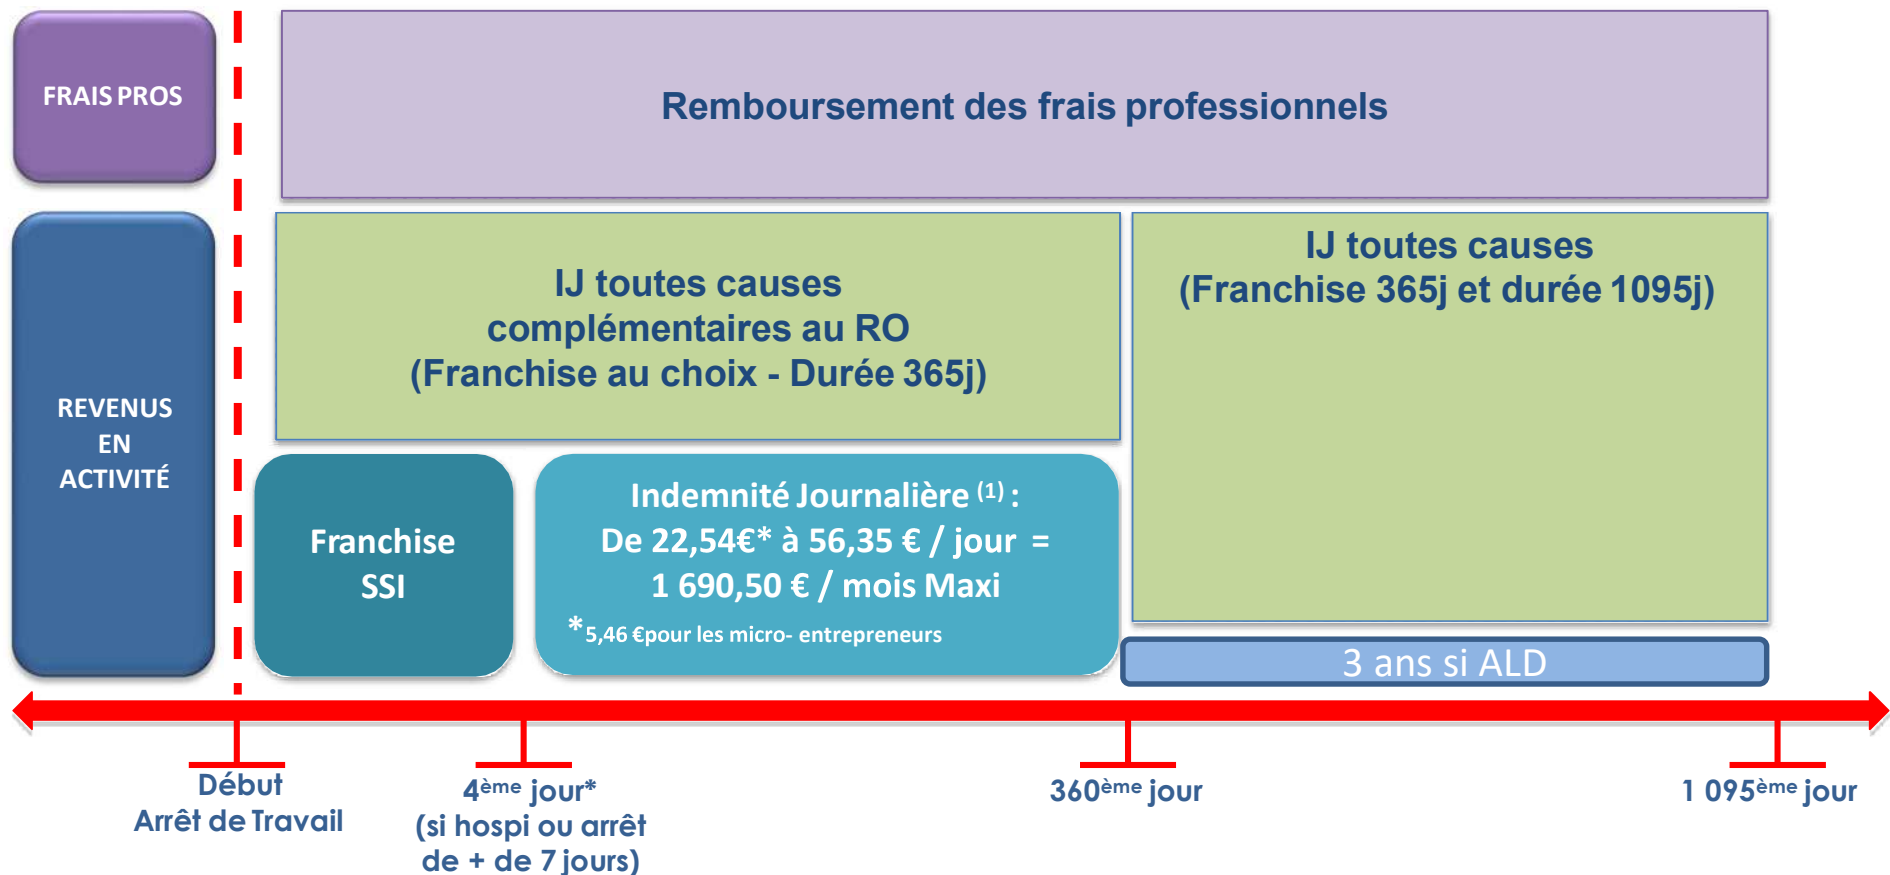 FRAIS PROS
Remboursement des frais professionnels
REVENUS
EN
ACTIVITÉ
IJ toutes causes
complémentaires au RO
(Franchise au choix - Durée 365j)
IJ toutes causes
(Franchise 365j et durée 1095j)
Franchise
SSI
Indemnité Journalière (1) :
De 22,54€* à 56,35 € / jour =
1 690,50 € / mois Maxi
*5,46 €pour les micro- entrepreneurs
3 ans si ALD
Début
Arrêt de Travail
4ème jour*
(si hospi ou arrêt
de + de 7 jours)
360ème jour
1 095ème jour